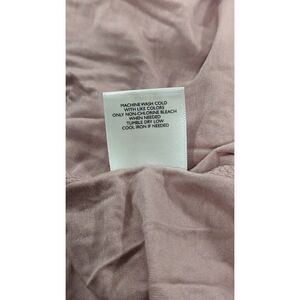 MACHINE WASH COLD
WITH LIKE COLORS
ONLY NON-CHLORINE BLEACH
WHEN NEEDED
TUMBLE DRY LOW
COOL IRON IF NEEDED